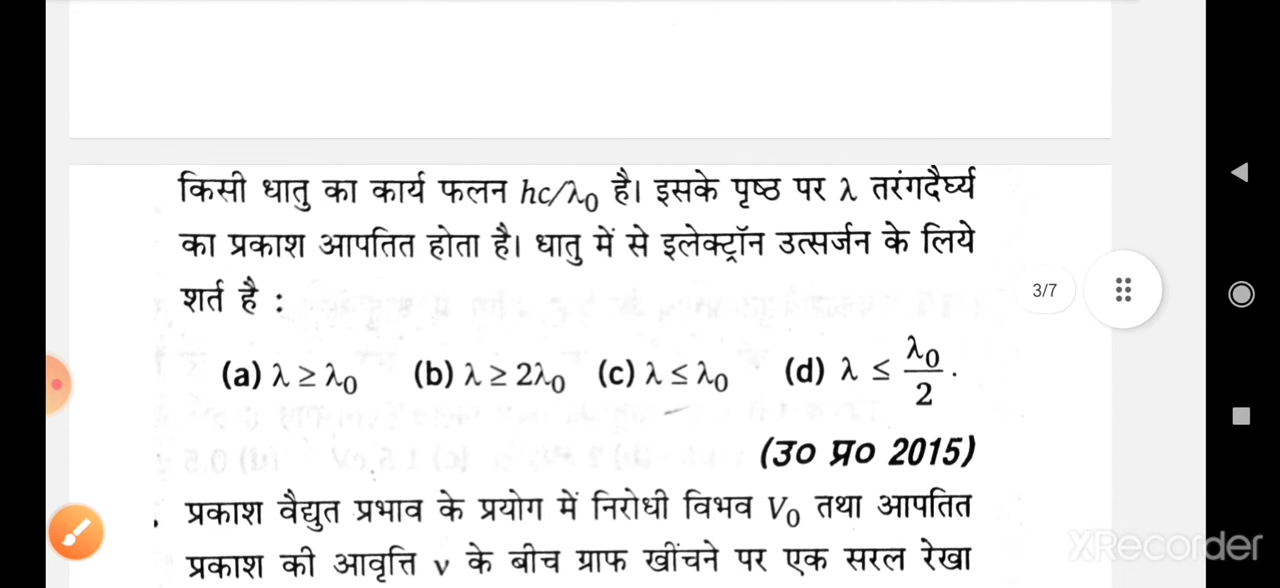 किसी धातु का कार्य फलन hc/λ₀ है। इसके पृष्ठ पर λ तरंगदैर्घ्य
का प्रकाश आपतित होता है। धातु में से इलेक्ट्रॉन उत्सर्जन के लिये
शर्त है :
3/7
(a) λ ≥ λ₀ (b) λ ≥ 2λ₀ (c) λ ≤ λ₀ (d) λ ≤ λ₀/2 .
(उ० प्र० 2015)
. प्रकाश वैद्युत प्रभाव के प्रयोग में निरोधी विभव V₀ तथा आपतित
प्रकाश की आवृत्ति ν के बीच ग्राफ खींचने पर एक सरल रेखा
XRecorder